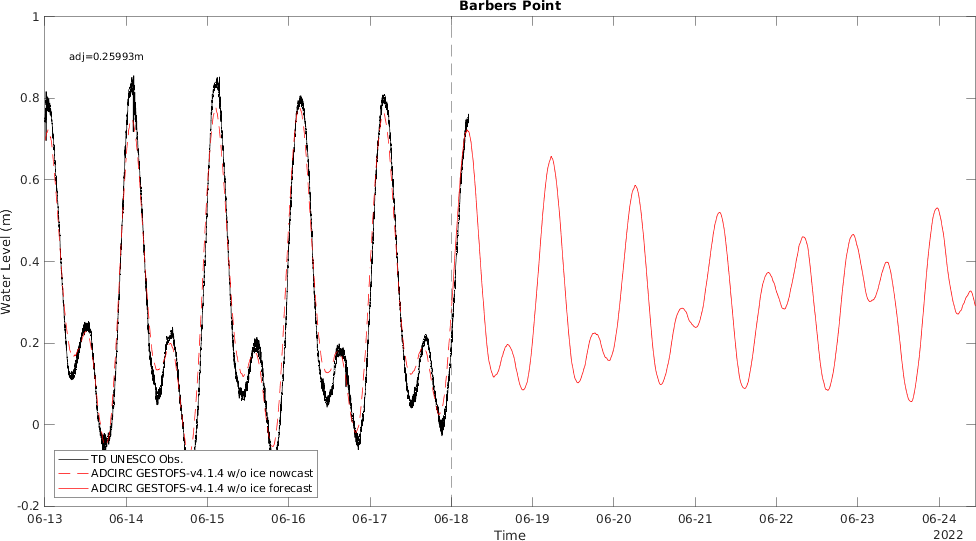 Barbers Point
adj=0.25993m
Water Level (m)
1
0.8
0.6
0.4
0.2
0
-0.2
TD UNESCO Obs.
ADCIRC GESTOFS-v4.1.4 w/o ice nowcast
ADCIRC GESTOFS-v4.1.4 w/o ice forecast
06-13 06-14 06-15 06-16 06-17 06-18 06-19 06-20 06-21 06-22 06-23 06-24
Time
2022